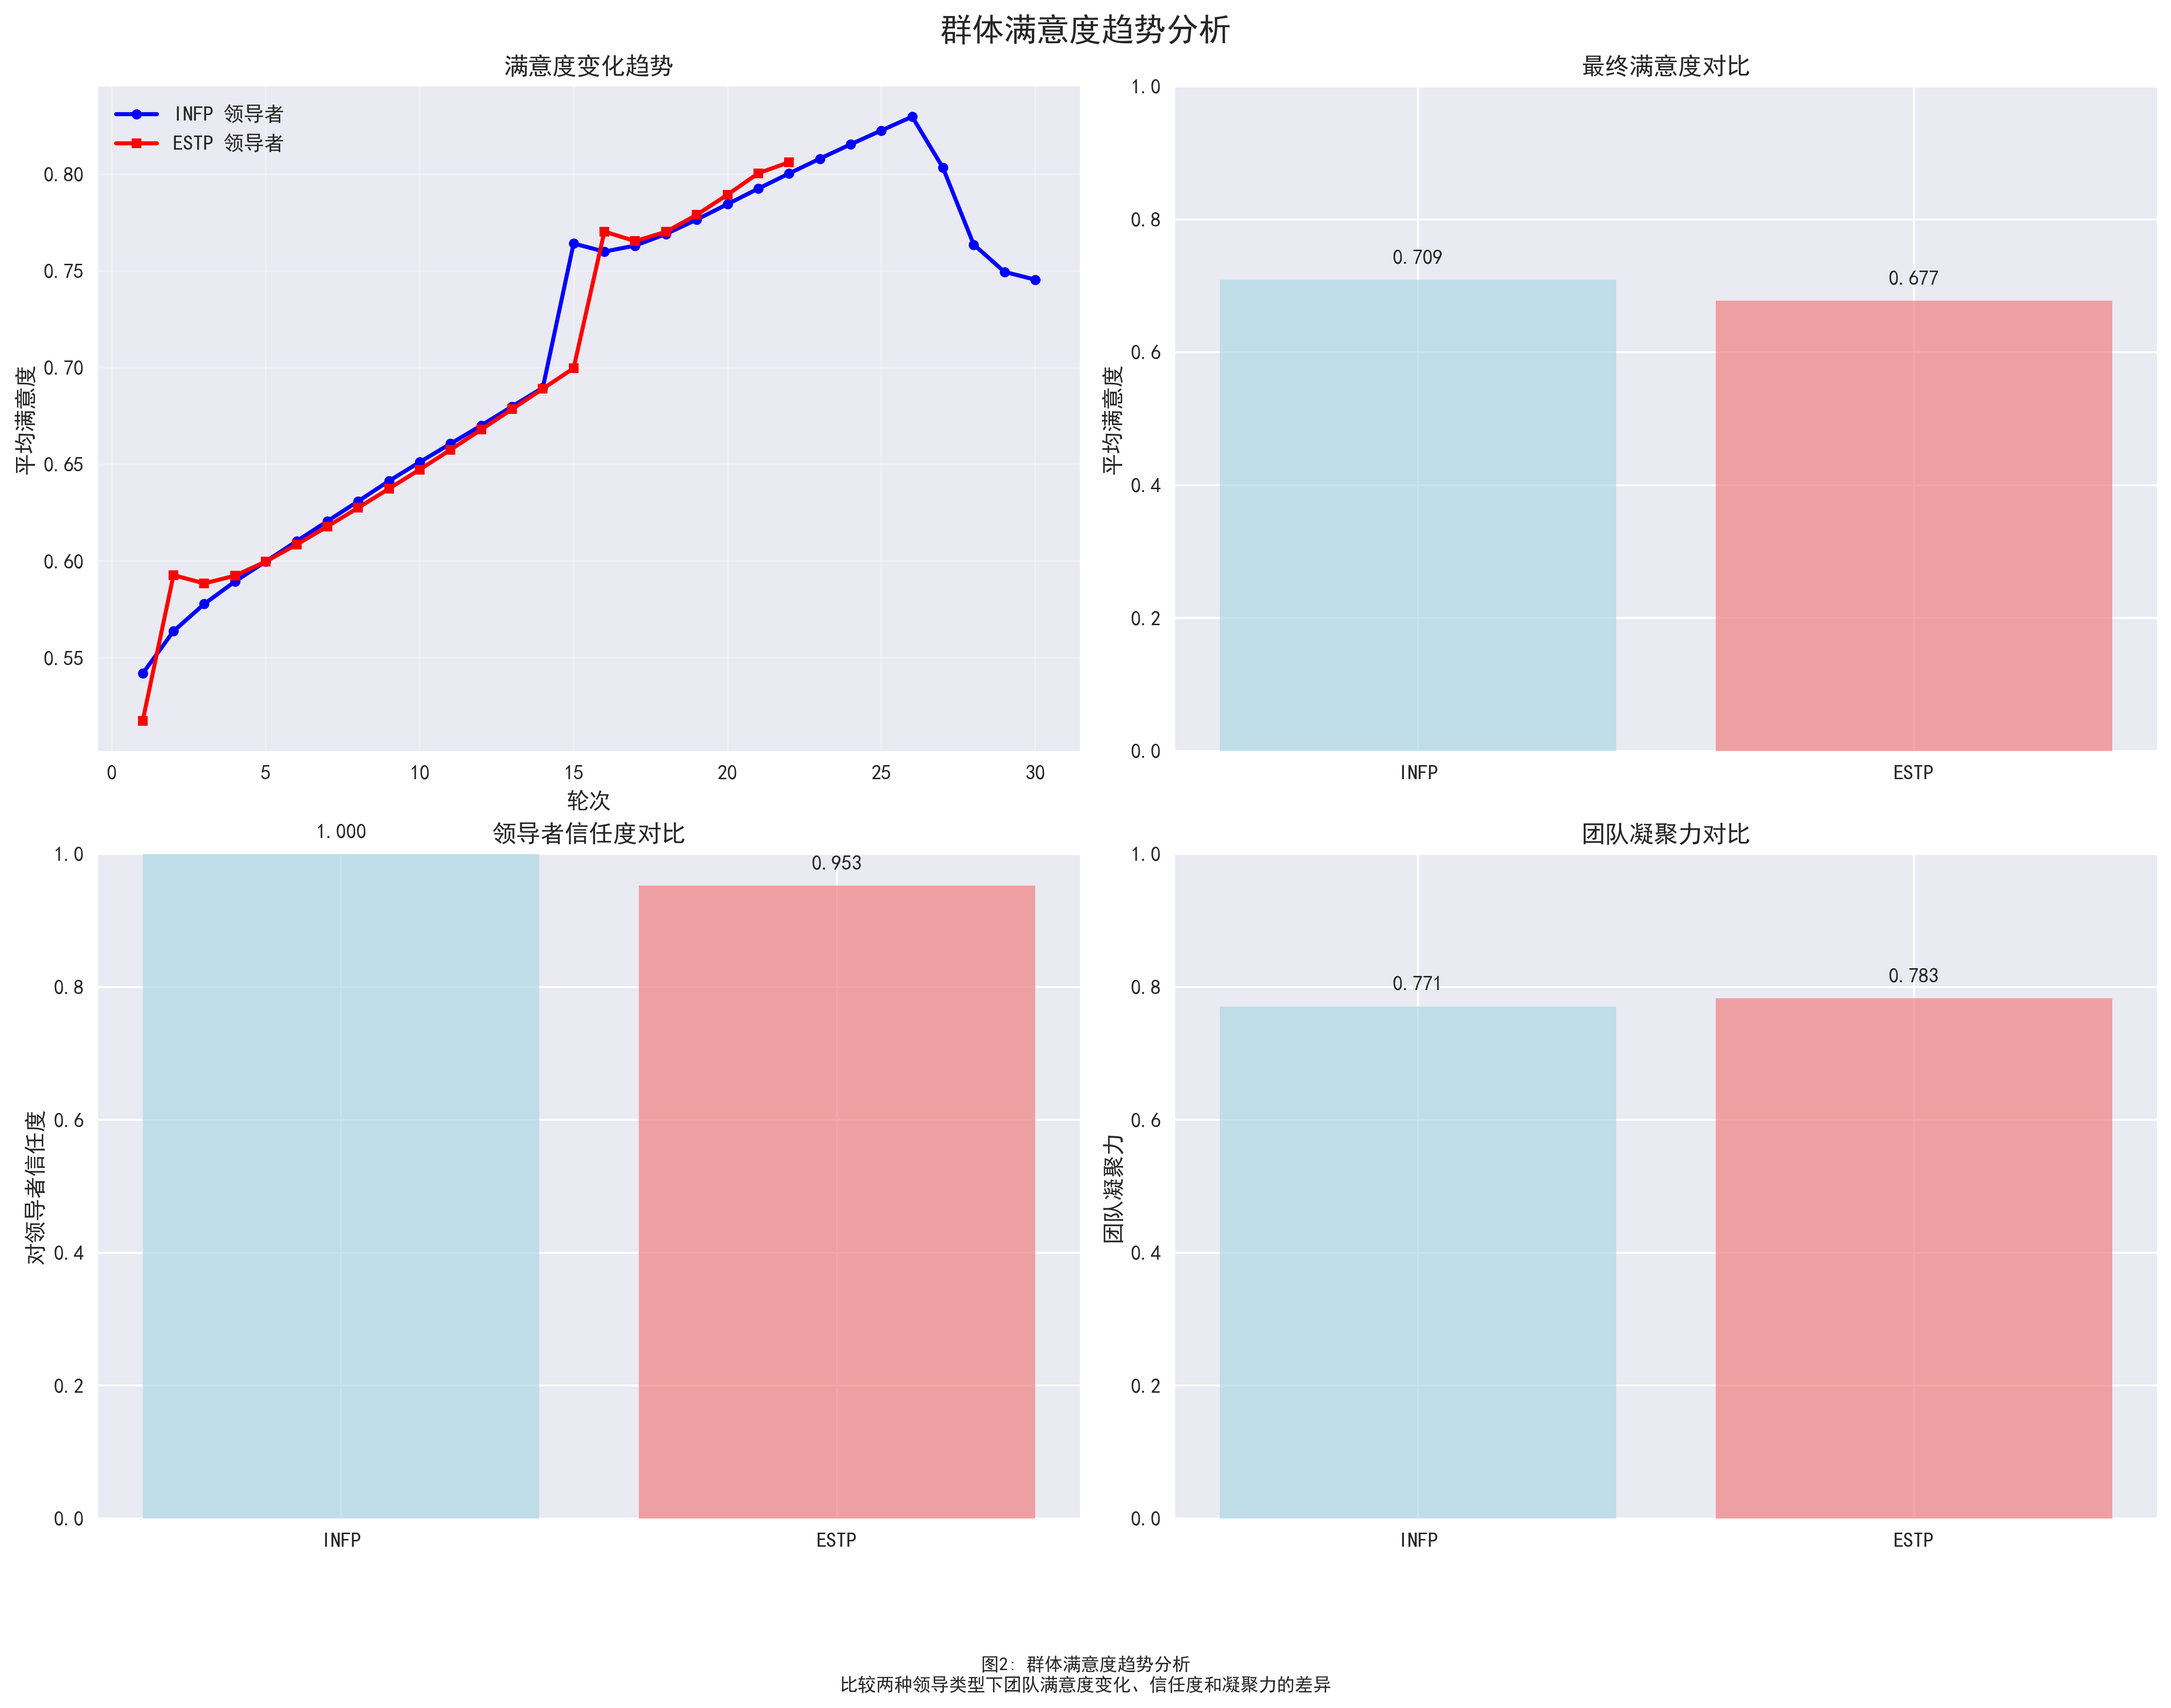 群体满意度趋势分析
满意度变化趋势
INFP 领导者
ESTP 领导者
0.80
0.75
0.70
0.65
0.60
0.55
平均满意度
0 5 10 15 20 25 30
轮次
最终满意度对比
1.0
0.8
0.6
0.4
0.2
0.0
平均满意度
0.709
0.677
INFP ESTP
领导者信任度对比
1.000
0.953
1.0
0.8
0.6
0.4
0.2
0.0
对领导者信任度
INFP ESTP
团队凝聚力对比
1.0
0.8
0.6
0.4
0.2
0.0
团队凝聚力
0.771
0.783
INFP ESTP
图2: 群体满意度趋势分析
比较两种领导类型下团队满意度变化、信任度和凝聚力的差异